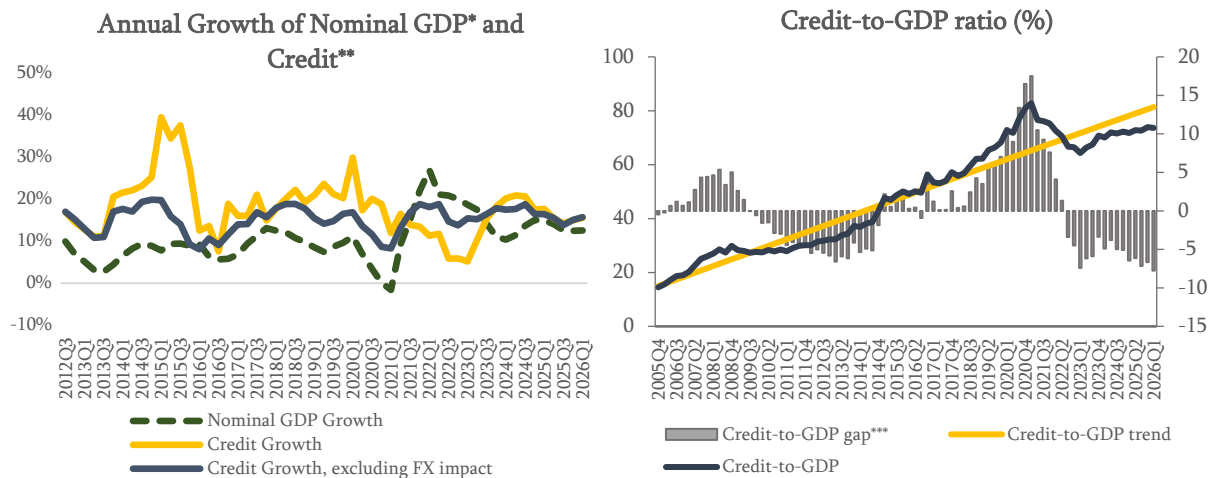 Annual Growth of Nominal GDP* and
Credit**
50%
40%
30%
20%
10%
0%
-10%
2012Q3
2013Q1
2013Q3
2014Q1
2014Q3
2015Q1
2015Q3
2016Q1
2016Q3
2017Q1
2017Q3
2018Q1
2018Q3
2019Q1
2019Q3
2020Q1
2020Q3
2021Q1
2021Q3
2022Q1
2022Q3
2023Q1
2023Q3
2024Q1
2024Q3
2025Q1
2025Q3
2026Q1
Nominal GDP Growth
Credit Growth
Credit Growth, excluding FX impact
Credit-to-GDP ratio (%)
100
80
60
40
20
0
20
15
10
5
0
-5
-10
-15
2005Q4
2006Q3
2007Q2
2008Q1
2008Q4
2009Q3
2010Q2
2011Q1
2011Q4
2012Q3
2013Q2
2014Q1
2014Q4
2015Q3
2016Q2
2017Q1
2017Q4
2018Q3
2019Q2
2020Q1
2020Q4
2021Q3
2022Q2
2023Q1
2023Q4
2024Q3
2025Q2
2026Q1
Credit-to-GDP gap***
Credit-to-GDP trend
Credit-to-GDP